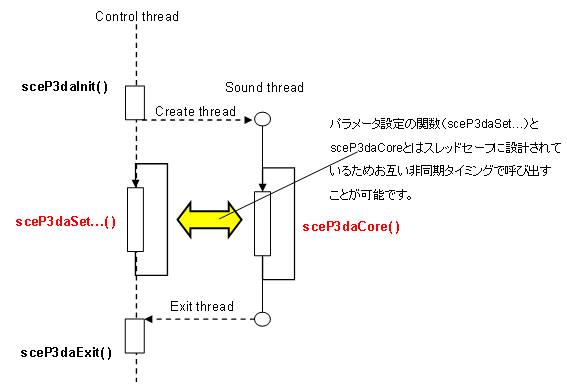 Control thread
sceP3daInit()
Sound thread
Create thread
パラメータ設定の関数(sceP3daSet...)と
sceP3daCoreとはスレッドセーブに設計されて
いるためお互い非同期タイミングで呼び出す
ことが可能です。
sceP3daSet...()
sceP3daCore()
Exit thread
sceP3daExit()